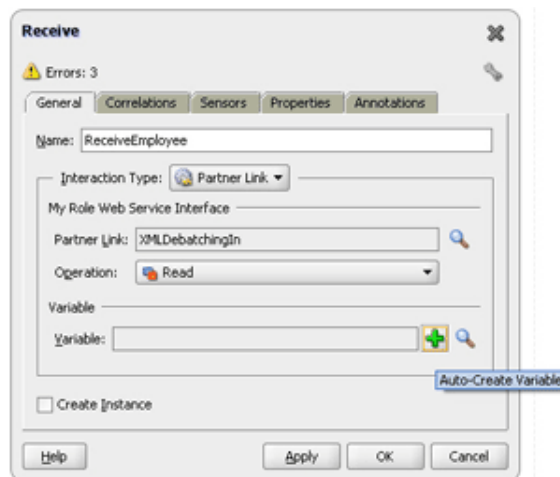 Receive
Errors: 3
General Correlations Sensors Properties Annotations
Name: ReceiveEmployee
Interaction Type: Partner Link
My Role Web Service Interface
Partner Link: XMLDebatchingIn
Operation: Read
Variable
Variable:
Auto-Create Variable
Create Instance
Help Apply OK Cancel